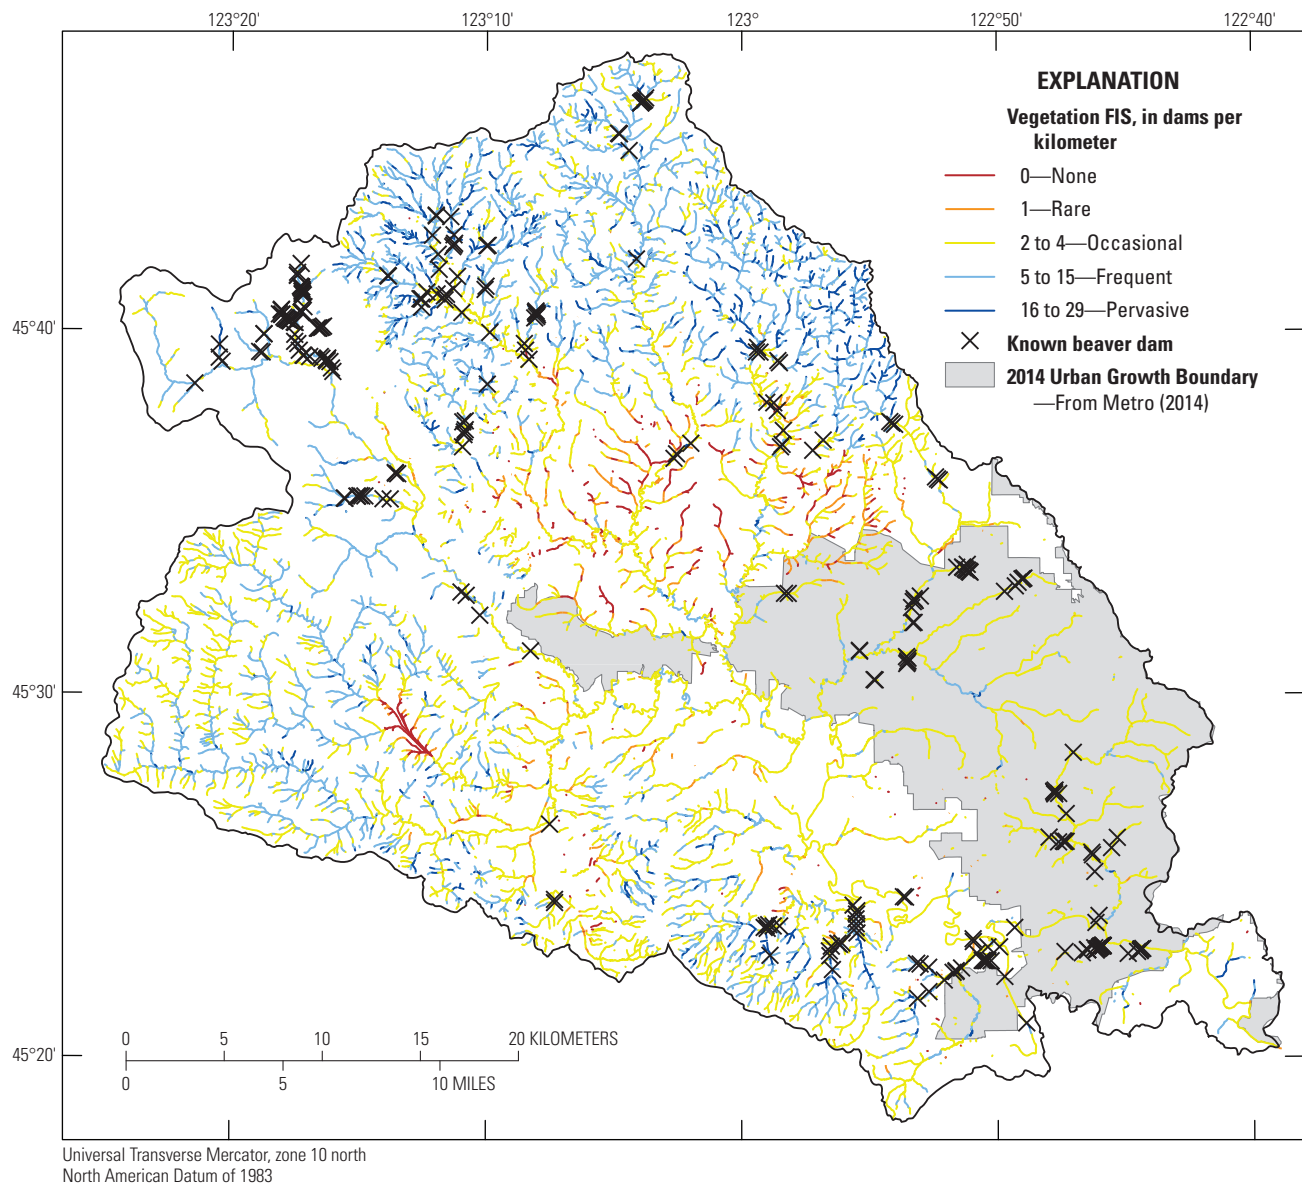 123°20'
123°10'
123°
122°50'
122°40'
EXPLANATION
Vegetation FIS, in dams per
kilometer
0—None
1—Rare
2 to 4—Occasional
5 to 15—Frequent
16 to 29—Pervasive
Known beaver dam
2014 Urban Growth Boundary
—From Metro (2014)
45°40'
45°30'
45°20'
0 5 10 15 20 KILOMETERS
0 5 10 MILES
Universal Transverse Mercator, zone 10 north
North American Datum of 1983